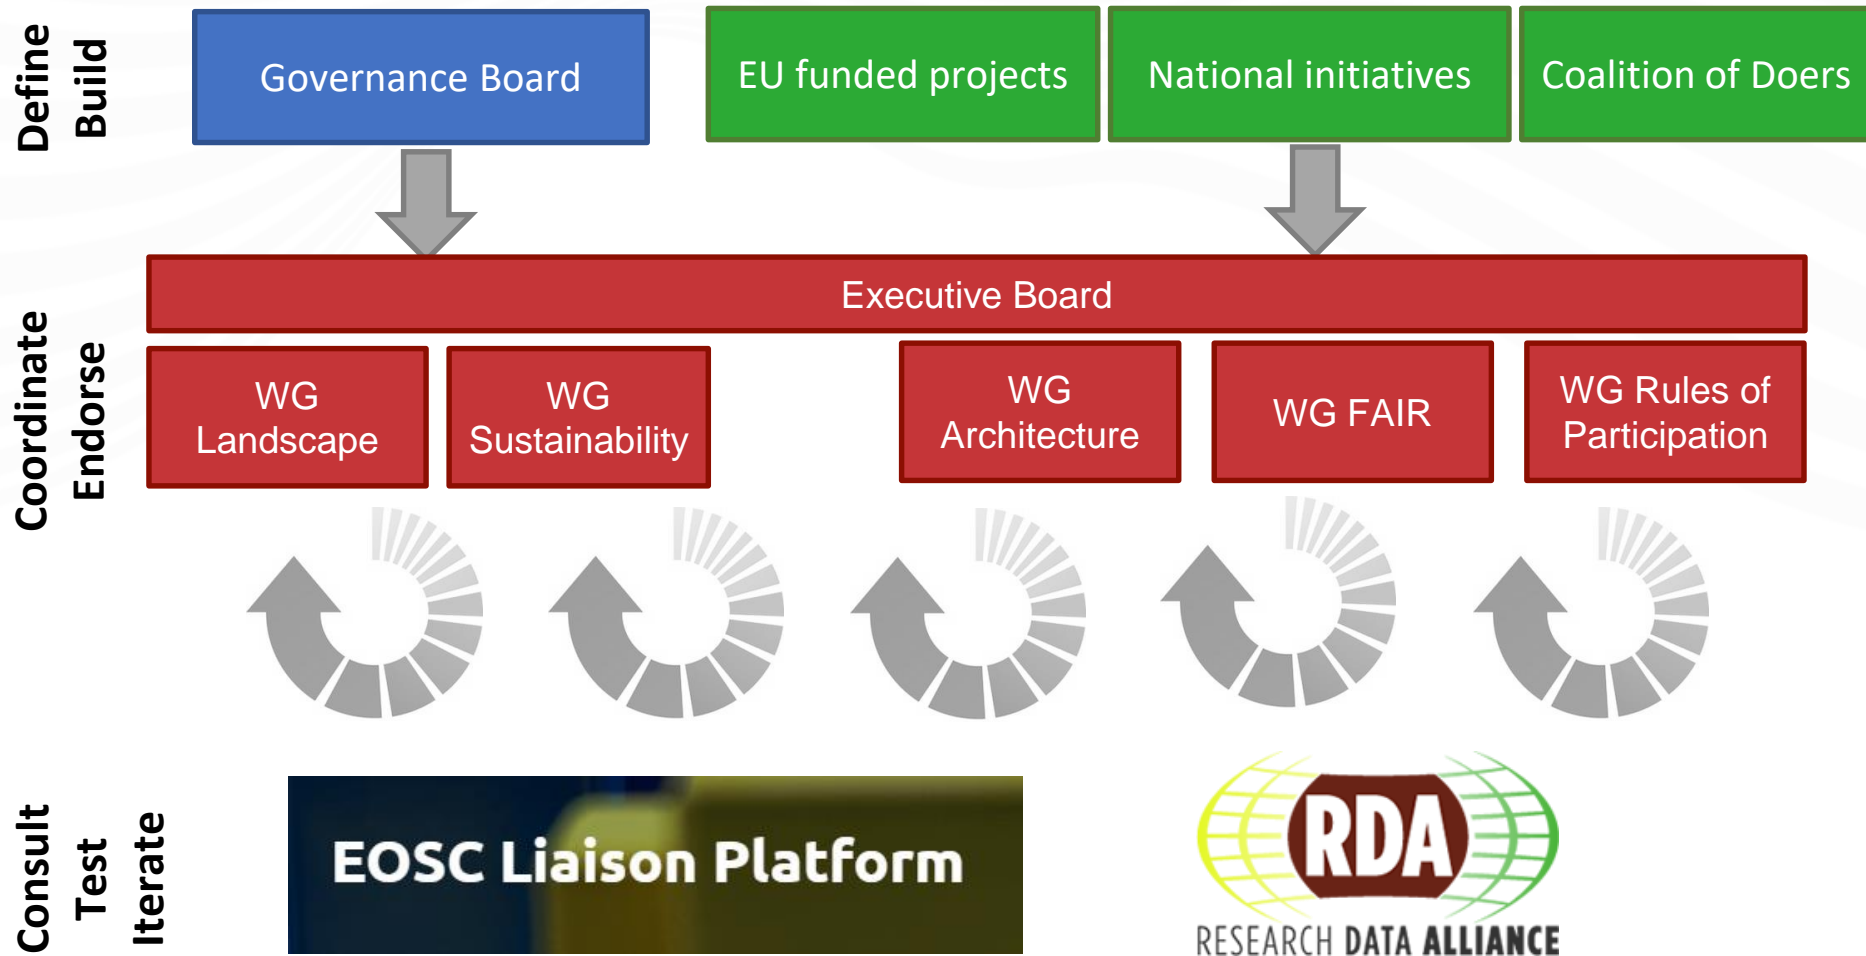 Define
Build
Governance Board
EU funded projects
National initiatives
Coalition of Doers
Coordinate
Endorse
Executive Board
WG
Landscape
WG
Sustainability
WG
Architecture
WG FAIR
WG Rules of
Participation
Consult
Test
Iterate
EOSC Liaison Platform
RDA
RESEARCH DATA ALLIANCE